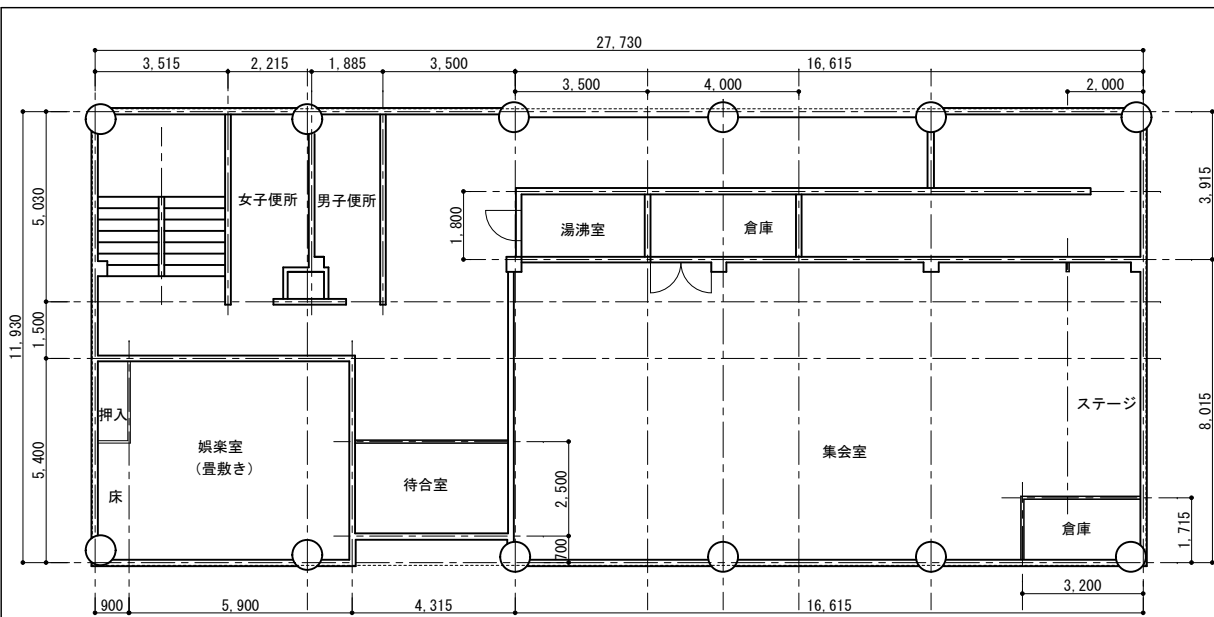 27,730
3,515
2,215
1,885
3,500
16,615
3,500
4,000
2,000
11,930
5,030
女子便所
男子便所
1,800
湯沸室
倉庫
3,915
1,500
押入
ステージ
8,015
5,400
娯楽室
(畳敷き)
集会室
待合室
2,500
床
倉庫
1,715
700
3,200
900
5,900
4,315
16,615